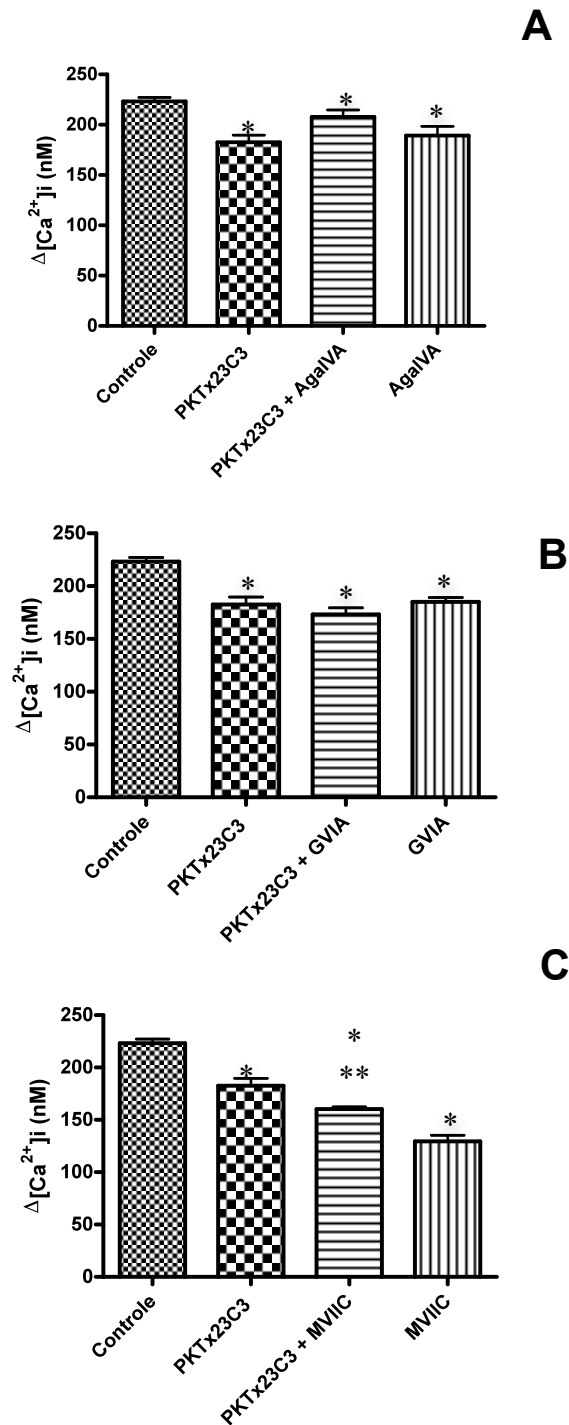 A
250
200
150
100
50
0
Δ[Ca2+]i (nM)
*
*
*
Controle
PKTx23C3
PKTx23C3 + AgaIVA
AgaIVA
B
250
200
150
100
50
0
Δ[Ca2+]i (nM)
*
*
*
Controle
PKTx23C3
PKTx23C3 + GVIA
GVIA
C
250
200
150
100
50
0
Δ[Ca2+]i (nM)
*
*
**
*
Controle
PKTx23C3
PKTx23C3 + MVIIC
MVIIC